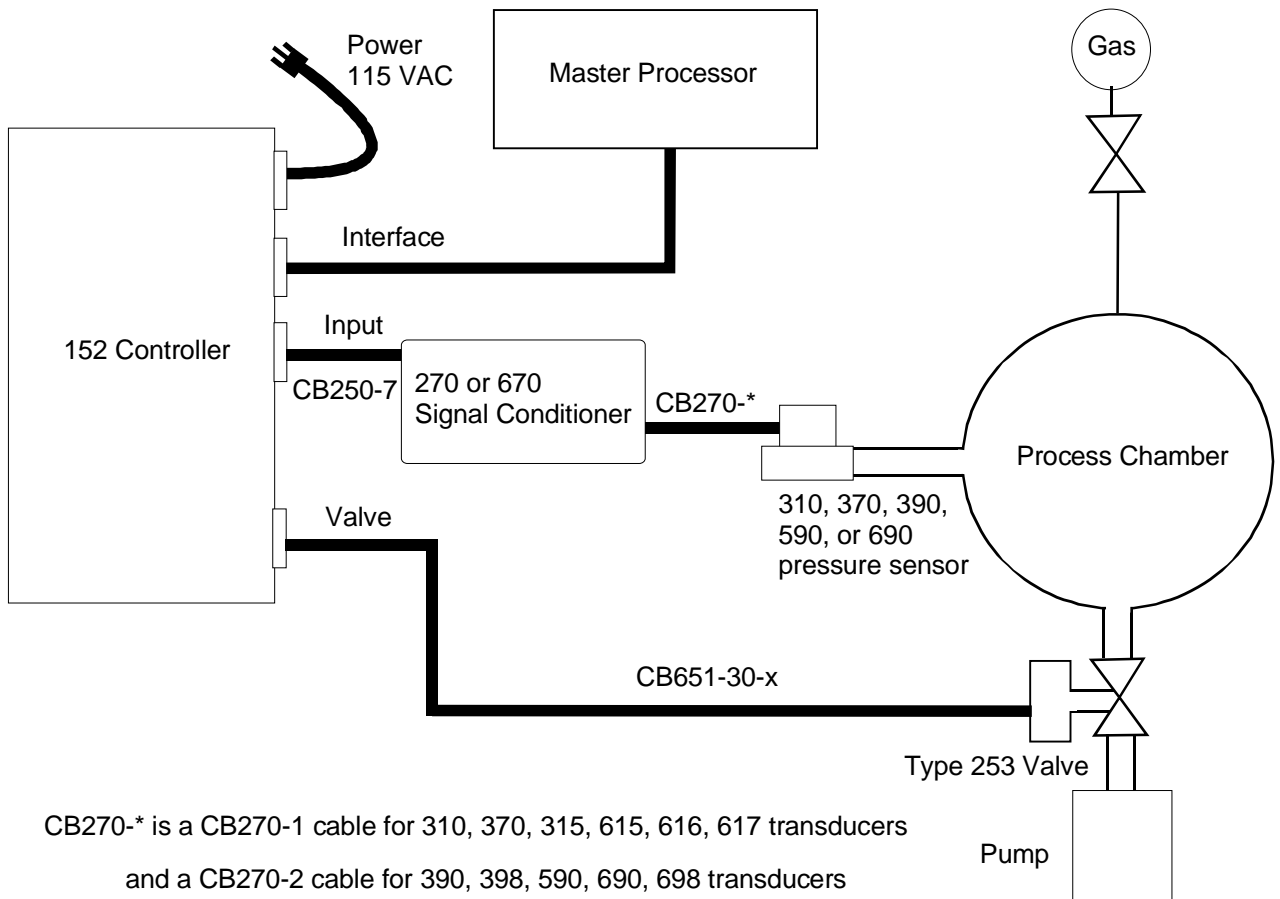 Power
115 VAC
Master Processor
Gas
Interface
152 Controller
Input
CB250-7
270 or 670
Signal Conditioner
CB270-*
Process Chamber
310, 370, 390,
590, or 690
pressure sensor
Valve
CB651-30-x
Type 253 Valve
Pump
CB270-* is a CB270-1 cable for 310, 370, 315, 615, 616, 617 transducers
and a CB270-2 cable for 390, 398, 590, 690, 698 transducers